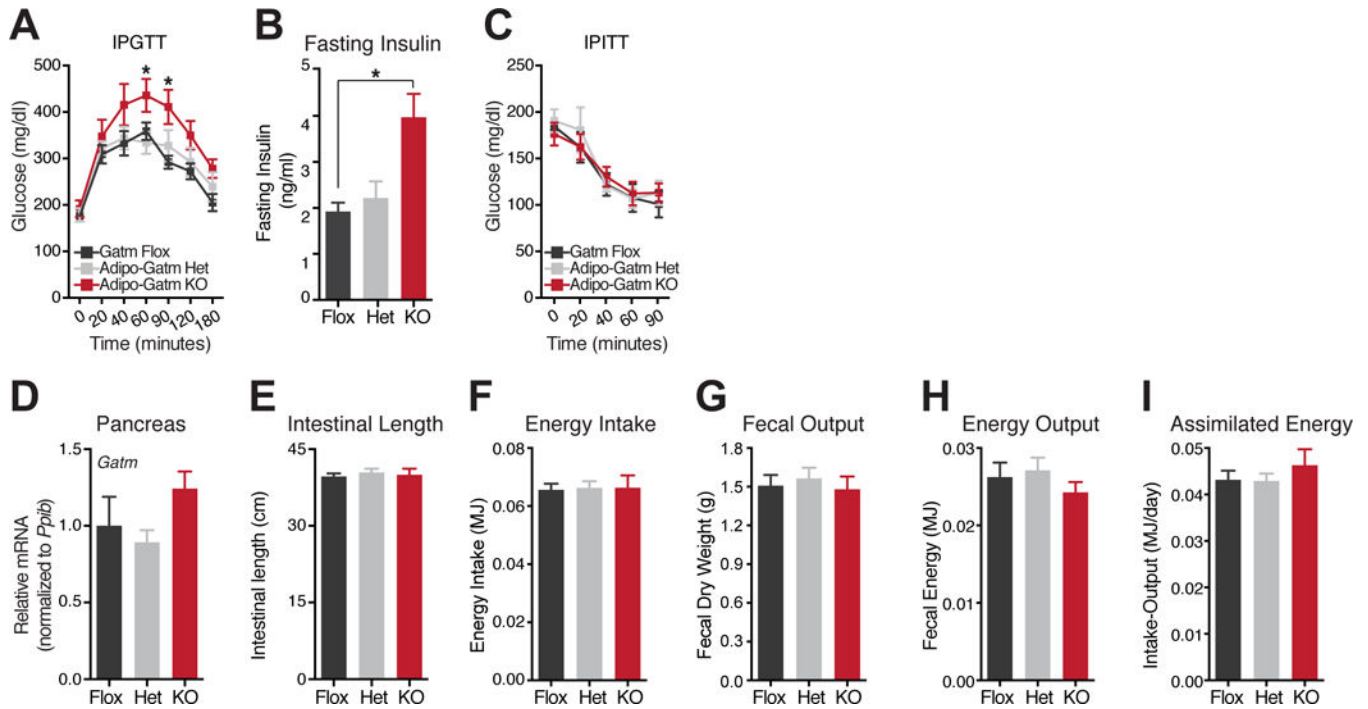 A
IPGTT
Glucose (mg/dl)
500
400
300
200
300
0
Gatm Flox
Adipo-Gatm Het
Adipo-Gatm KO
* *
0 20 40 60 90 120 180
Time (minutes)
B
Fasting Insulin
Fasting Insulin
(ng/ml)
5
4
2
2
1
0
*
Flox Het KO
C
IPITT
Glucose (mg/dl)
250
200
150
100
50
0
Gatm Flox
Adipo-Gatm Het
Adipo-Gatm KO
0 20 40 60 90
Time (minutes)
D
Pancreas
Gatm
Relative mRNA
(normalized to Ppib)
1.5
1.0
1.0
0.0
Flox Het KO
E
Intestinal Length
Intestinal length (cm)
45
30
15
0
Flox Het KO
F
Energy Intake
Energy Intake (MJ)
0.08
0.06
0.04
0.02
0.00
Flox Het KO
G
Fecal Output
Fecal Dry Weight (g)
1.8
1.5
1.2
0.9
0.6
0.3
0.0
Flox Het KO
H
Energy Output
Fecal Energy (MJ)
0.03
0.02
0.01
0.00
Flox Het KO
I
Assimilated Energy
Intake-Output (MJ/day)
0.05
0.04
0.03
0.02
0.01
0.00
Flox Het KO